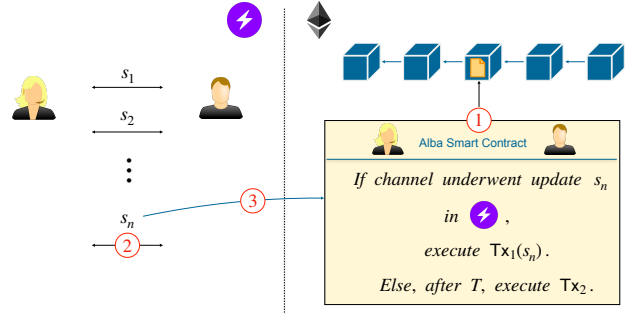 s₁
s₂
sₙ
2
3
1
Alba Smart Contract
If channel underwent update sₙ
in ,
execute Tx₁(sₙ).
Else, after T, execute Tx₂.